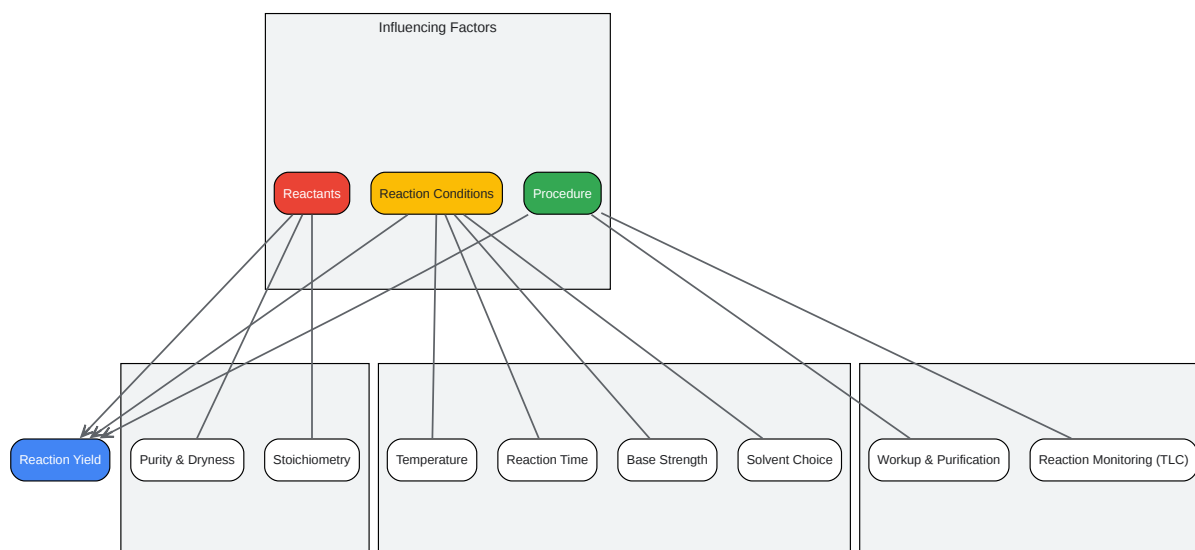 Influencing Factors
Reactants
Reaction Conditions
Procedure
Reaction Yield
Purity & Dryness
Stoichiometry
Temperature
Reaction Time
Base Strength
Solvent Choice
Workup & Purification
Reaction Monitoring (TLC)